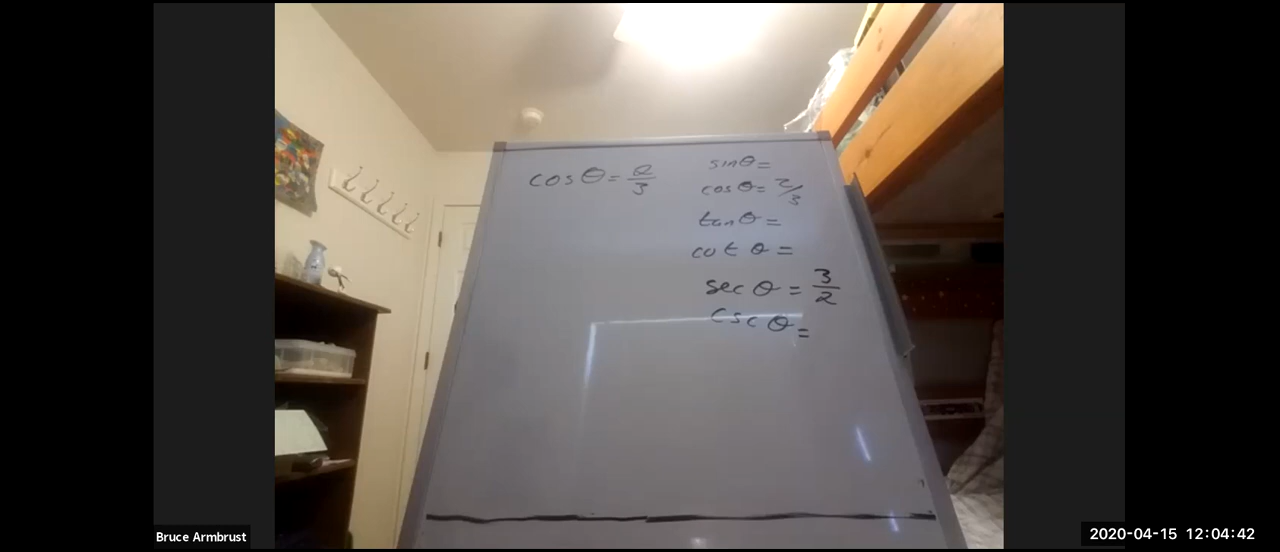 cos θ = 2/3
sin θ =
cos θ = 2/3
tan θ =
cot θ =
sec θ = 3/2
csc θ =
Bruce Armbrust
2020-04-15 12:04:42